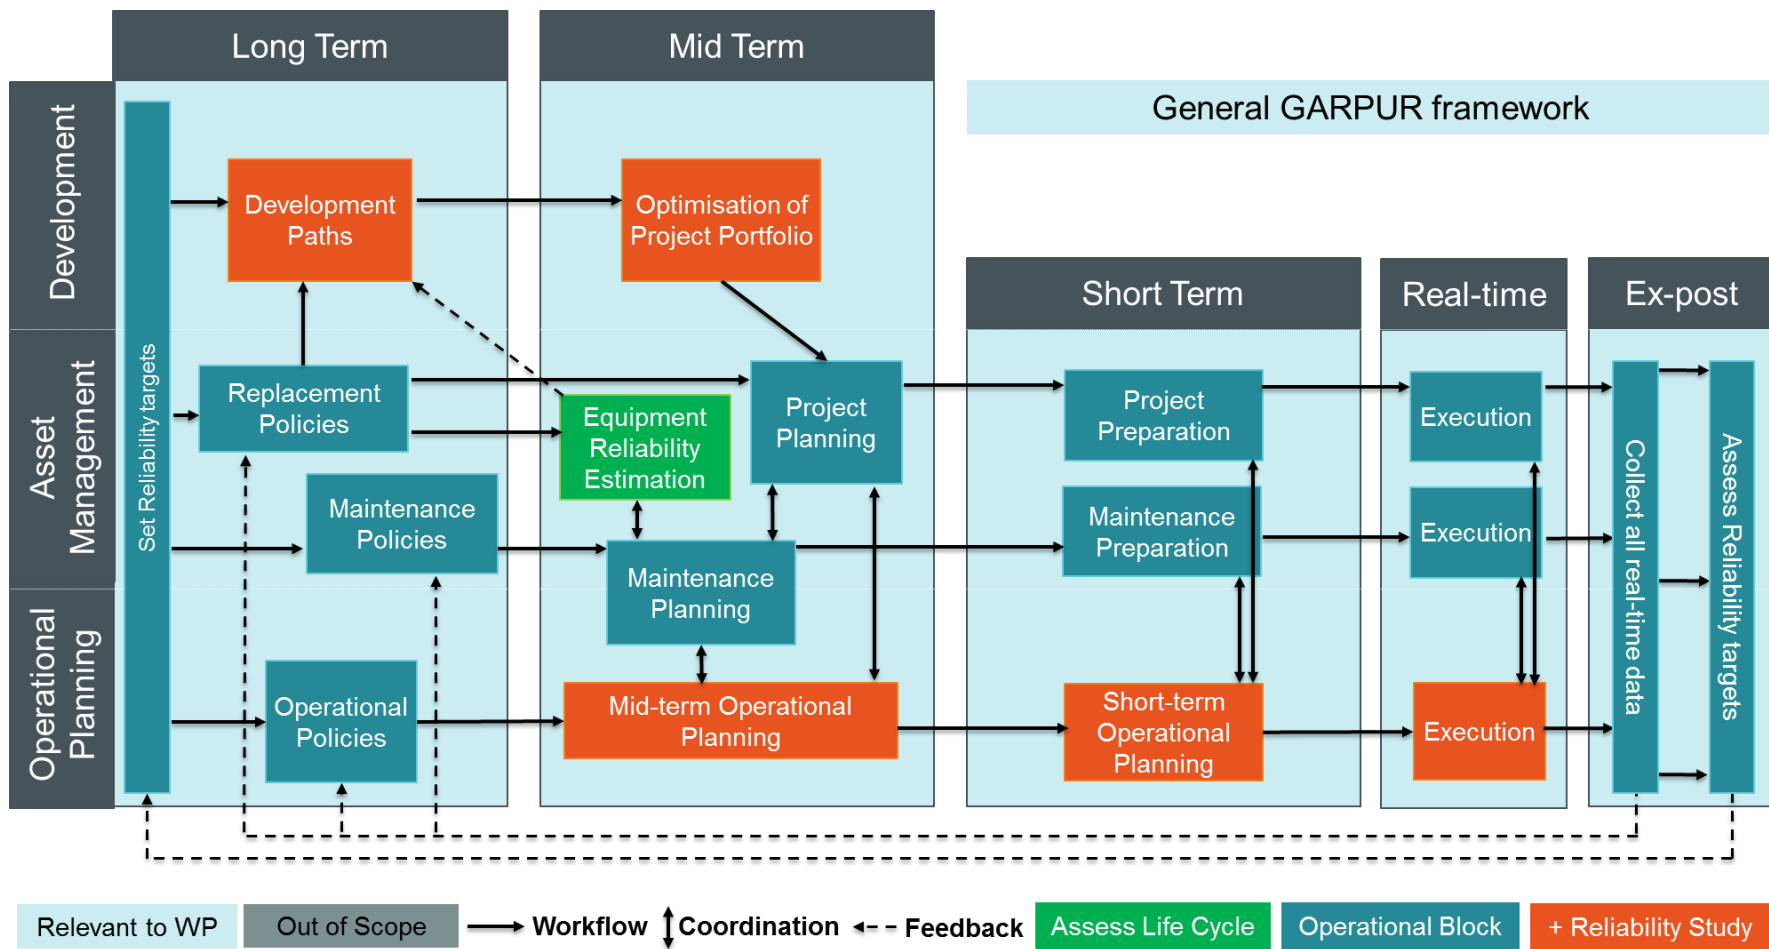 Long Term
Mid Term
General GARPUR framework
Development
Development
Paths
Optimisation of
Project Portfolio
Short Term
Real-time
Ex-post
Asset
Management
Set Reliability targets
Replacement
Policies
Equipment
Reliability
Estimation
Project
Planning
Project
Preparation
Execution
Maintenance
Policies
Maintenance
Planning
Maintenance
Preparation
Execution
Collect all real-time data
Assess Reliability targets
Operational
Planning
Operational
Policies
Mid-term Operational
Planning
Short-term
Operational
Planning
Execution
Relevant to WP
Out of Scope
Workflow
Coordination
Feedback
Assess Life Cycle
Operational Block
+ Reliability Study